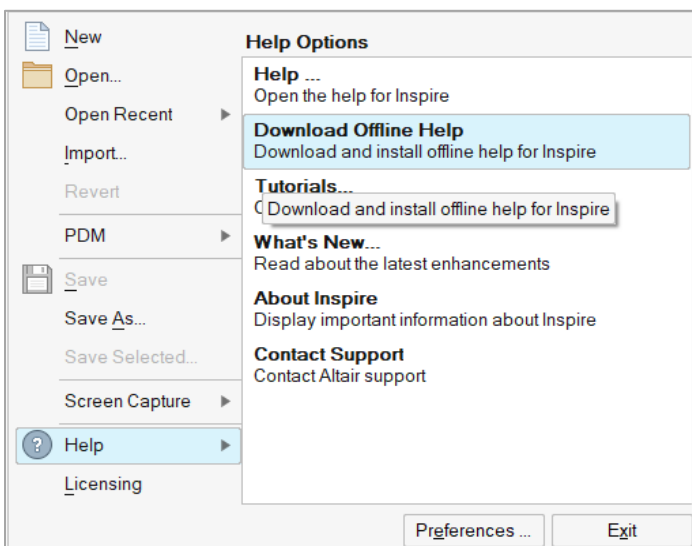 New
Open...
Open Recent
Import...
Revert
PDM
Save
Save As...
Save Selected...
Screen Capture
Help
Licensing
Help Options
Help ...
Open the help for Inspire
Download Offline Help
Download and install offline help for Inspire
Tutorials...
Download and install offline help for Inspire
What's New...
Read about the latest enhancements
About Inspire
Display important information about Inspire
Contact Support
Contact Altair support
Preferences ...
Exit